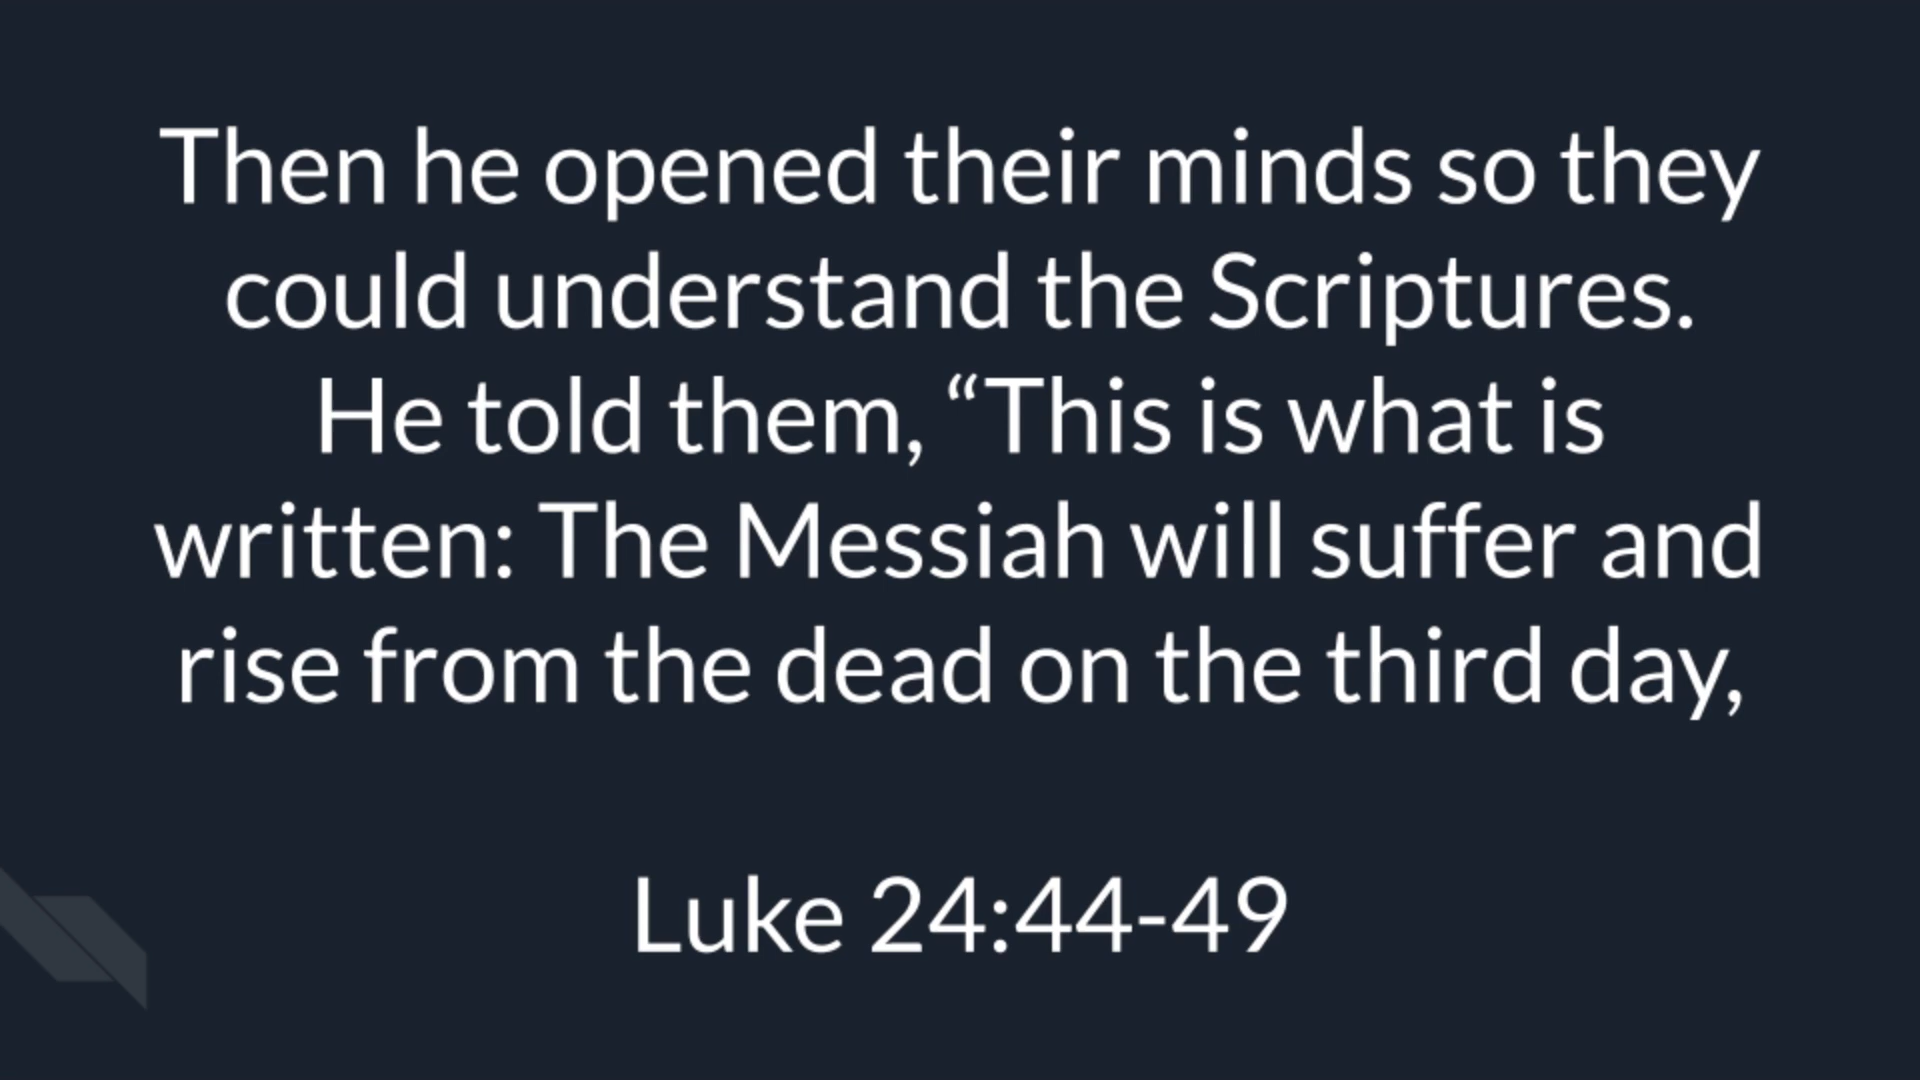 Then he opened their minds so they
could understand the Scriptures.
He told them, “This is what is
written: The Messiah will suffer and
rise from the dead on the third day,
Luke 24:44-49